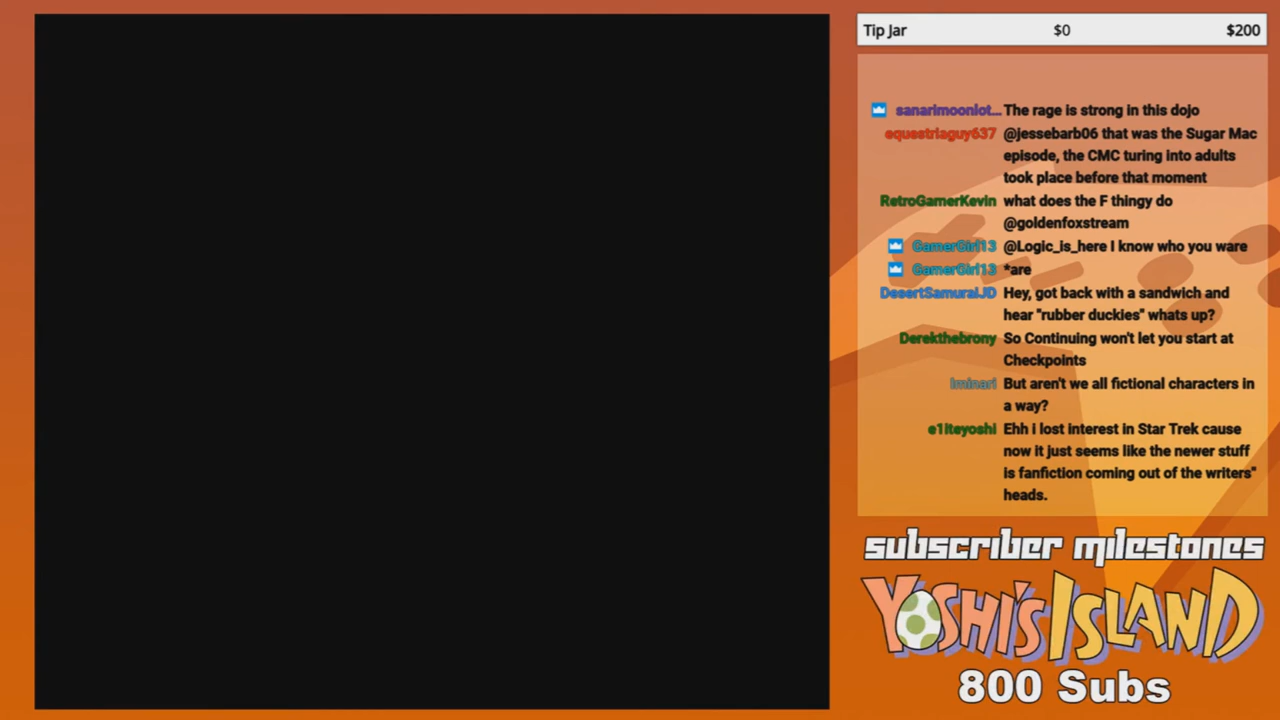 Tip Jar $0 $200
sanarimoonlot... The rage is strong in this dojo
equestriaguy637 @jessebarb06 that was the Sugar Mac
episode, the CMC turing into adults
took place before that moment
RetroGamerKevin what does the F thingy do
@goldenfoxstream
GamerGirl13 @Logic_is_here I know who you ware
GamerGirl13 *are
DesertSamuraiJD Hey, got back with a sandwich and
hear "rubber duckies" whats up?
Derekthebrony So Continuing won't let you start at
Checkpoints
Iminari But aren't we all fictional characters in
a way?
e1iteyoshi Ehh i lost interest in Star Trek cause
now it just seems like the newer stuff
is fanfiction coming out of the writers"
heads.
subscriber milestones
YOSHI'S ISLAND
800 Subs